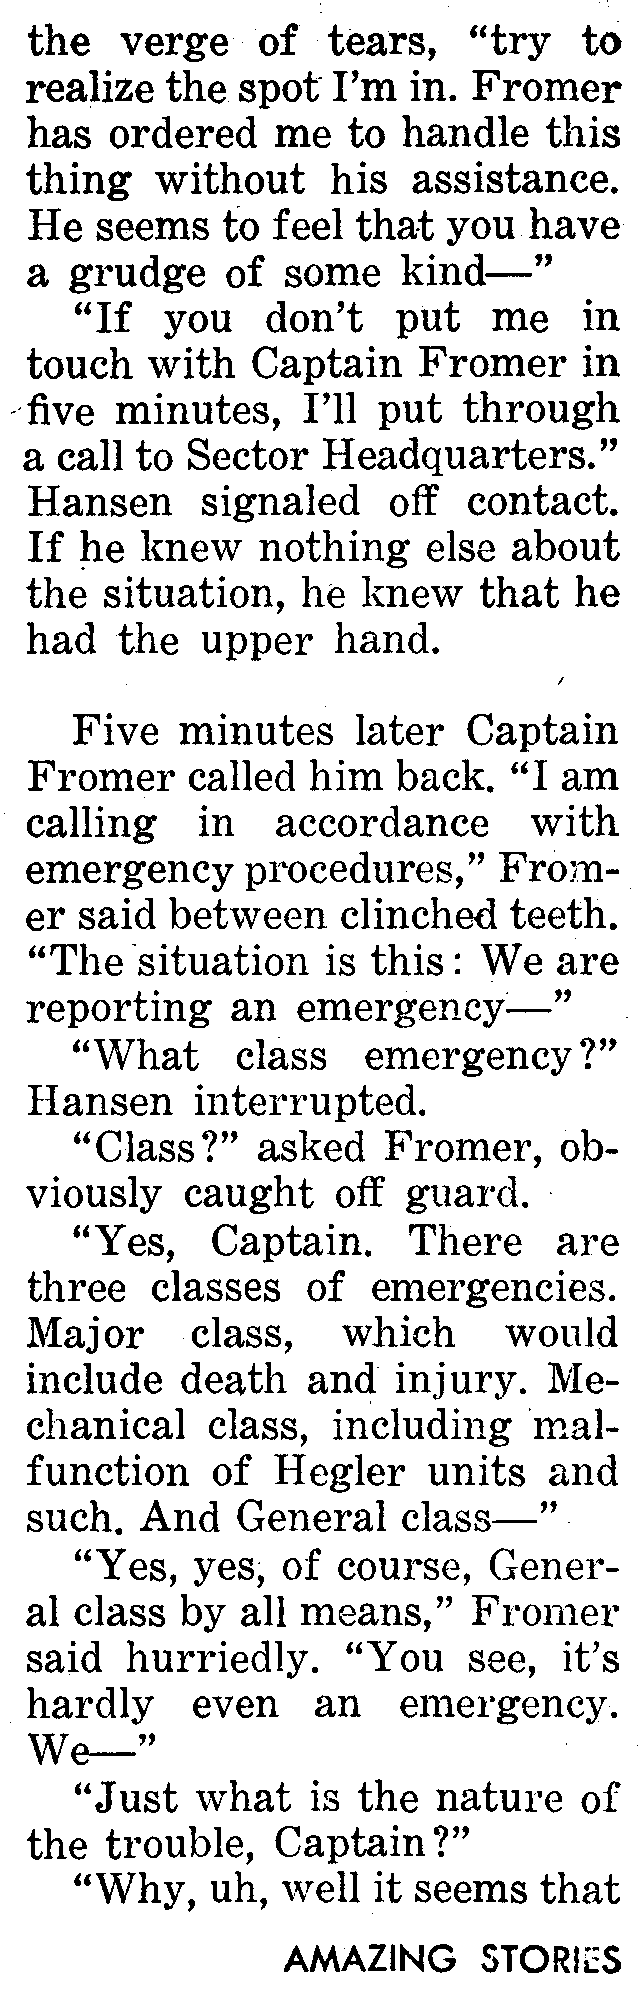 the verge of tears, “try to
realize the spot I’m in. Fromer
has ordered me to handle this
thing without his assistance.
He seems to feel that you have
a grudge of some kind—”
“If you don’t put me in
touch with Captain Fromer in
five minutes, I’ll put through
a call to Sector Headquarters.”
Hansen signaled off contact.
If he knew nothing else about
the situation, he knew that he
had the upper hand.
Five minutes later Captain
Fromer called him back. “I am
calling in accordance with
emergency procedures,” From-
er said between clinched teeth.
“The situation is this: We are
reporting an emergency—”
“What class emergency?”
Hansen interrupted.
“Class?” asked Fromer, ob-
viously caught off guard.
“Yes, Captain. There are
three classes of emergencies.
Major class, which would
include death and injury. Me-
chanical class, including mal-
function of Hegler units and
such. And General class—”
“Yes, yes, of course, Gener-
al class by all means,” Fromer
said hurriedly. “You see, it’s
hardly even an emergency.
We—”
“Just what is the nature of
the trouble, Captain?”
“Why, uh, well it seems that
AMAZING STORIES